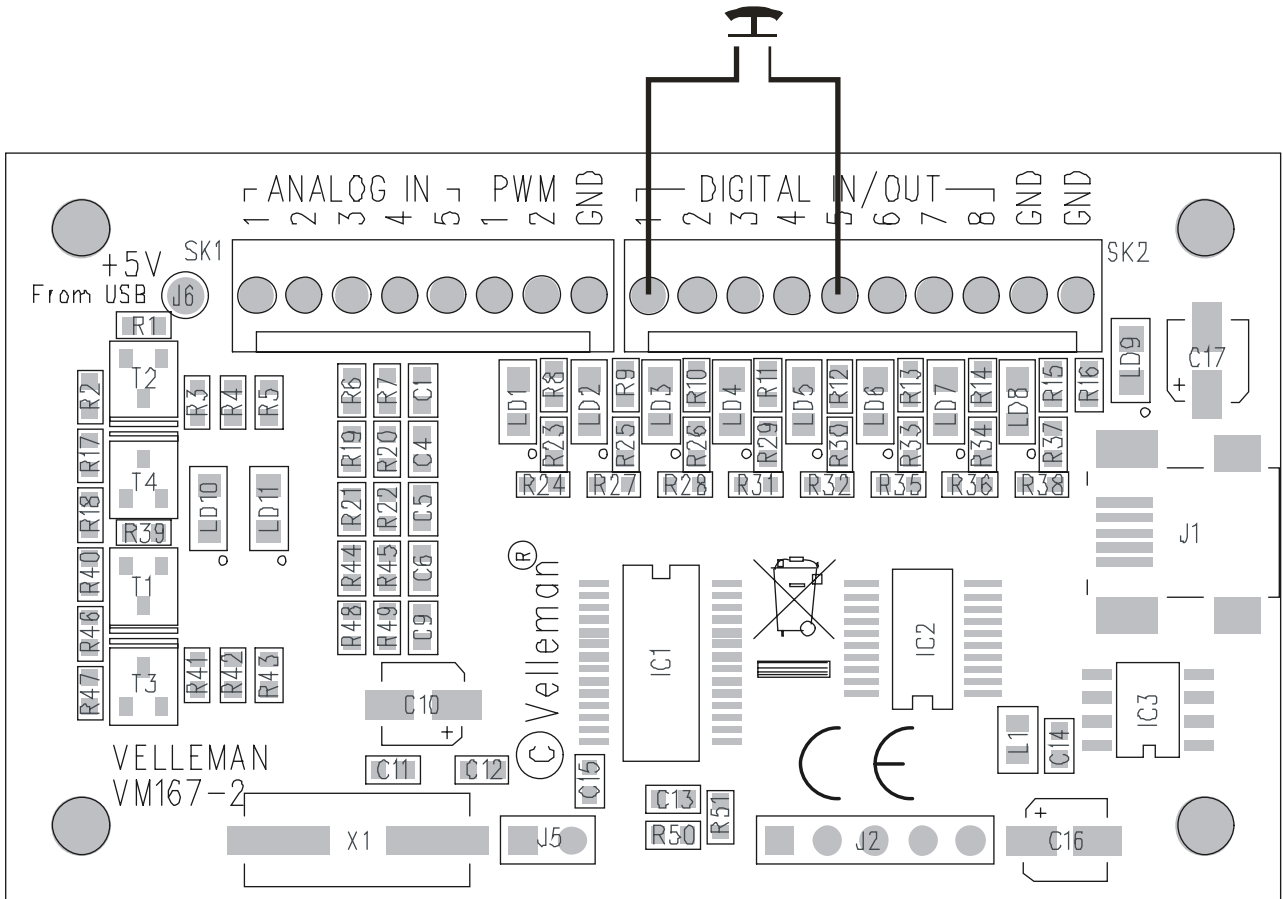 ANALOG IN PWM GND DIGITAL IN/OUT GND GND
1 2 3 4 5 1 2 1 2 3 4 5 6 7 8
SK1 SK2
+5V
From USB J6
R1
T2 R2 R3 R4 R5 R6 R7 C1 LD1 R8 LD2 R9 LD3 R10 LD4 R11 LD5 R12 LD6 R13 LD7 R14 LD8 R15 R16 LD9 C17 +
R17 R19 R20 C4 R23 R25 R26 R29 R30 R33 R34 R37
T4 R18 LD10 LD11 R21 R22 C5 R24 R27 R28 R31 R32 R35 R36 R38
R39 J1
R40 T1 R44 R45 C6 ®
R46 R48 R49 C9 © Velleman IC1 IC2
R47 T3 R41 R42 R43 C10 + IC3
VELLEMAN C11 C12 C15 CE L1 C14
VM167-2 C13 R51 +
X1 J5 R50 J2 C16